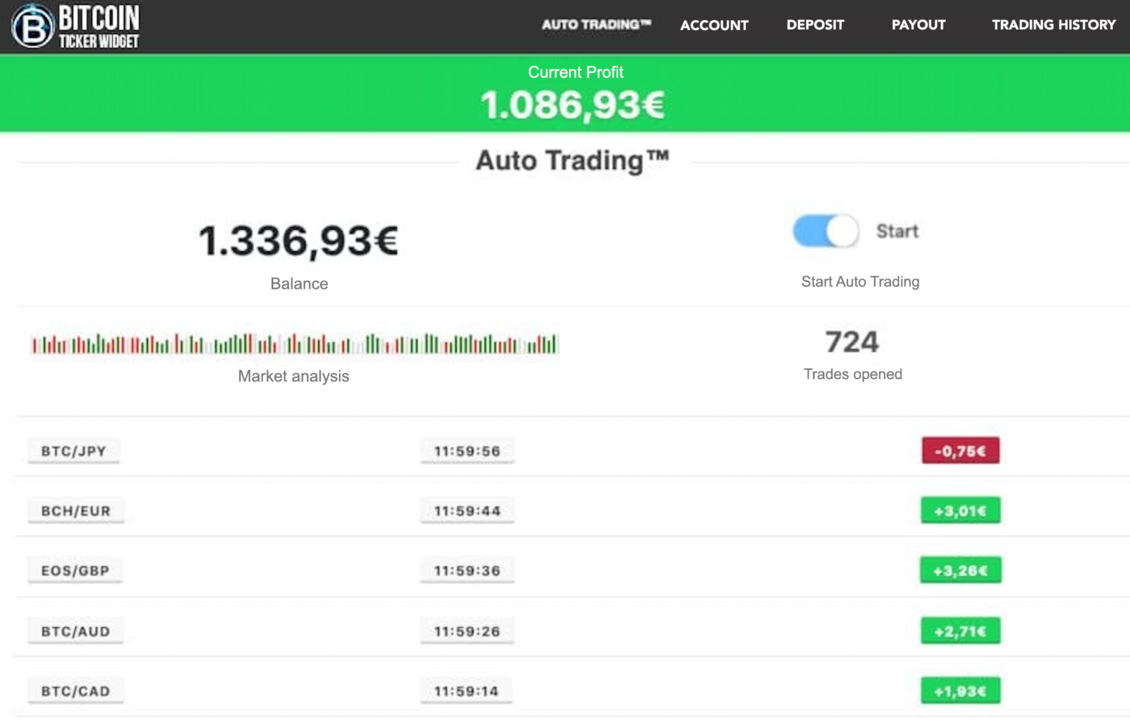 BITCOIN
TICKER WIDGET
AUTO TRADING™ ACCOUNT DEPOSIT PAYOUT TRADING HISTORY
Current Profit
1.086,93€
Auto Trading™
1.336,93€
Balance
Start
Start Auto Trading
Market analysis
724
Trades opened
BTC/JPY 11:59:56 -0,75€
BCH/EUR 11:59:44 +3,01€
EOS/GBP 11:59:36 +3,26€
BTC/AUD 11:59:26 +2,71€
BTC/CAD 11:59:14 +1,93€